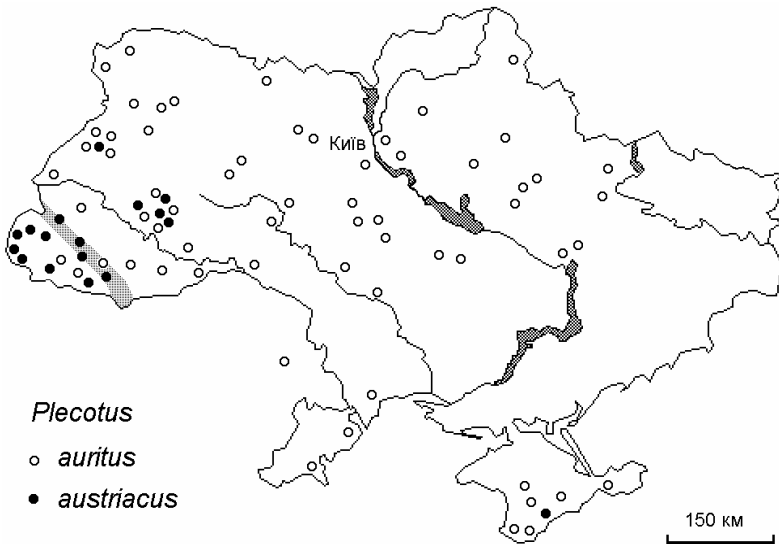 Київ
Plecotus
auritus
austriacus
150 км